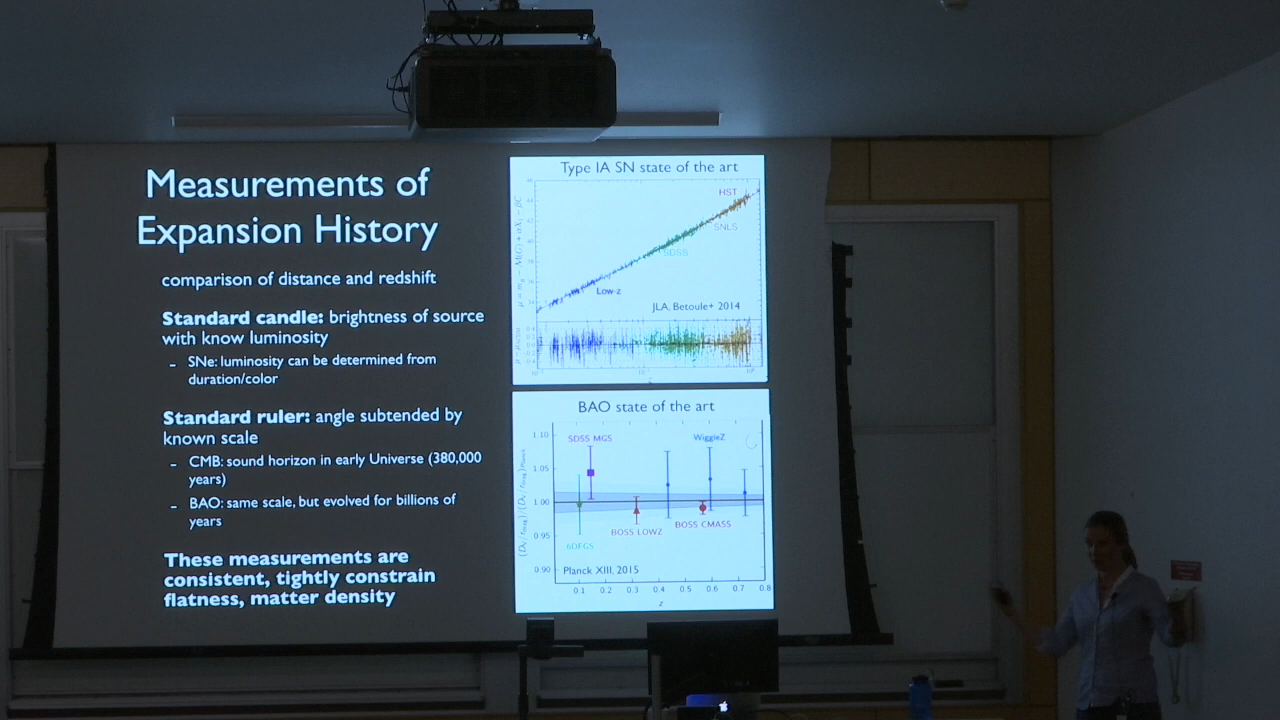 Measurements of
Expansion History
comparison of distance and redshift
Standard candle: brightness of source
with know luminosity
– SNe: luminosity can be determined from
duration/color
Standard ruler: angle subtended by
known scale
– CMB: sound horizon in early Universe (380,000
years)
– BAO: same scale, but evolved for billions of
years
These measurements are
consistent, tightly constrain
flatness, matter density
Type IA SN state of the art
HST
SNLS
SDSS
Low-z
JLA, Betoule+ 2014
BAO state of the art
1.10
SDSS MGS
WiggleZ
1.05
1.00
BOSS CMASS
BOSS LOWZ
0.95
6DFGS
0.90
Planck XIII, 2015
0.1 0.2 0.3 0.4 0.5 0.6 0.7 0.8
z